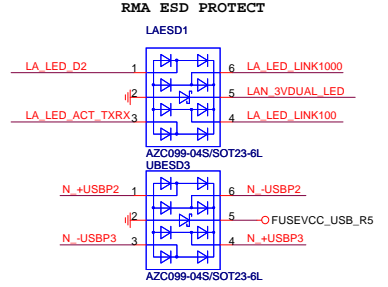 RMA ESD PROTECT
LAESD1
LA_LED_D2 1 6 LA_LED_LINK1000
2 5 LAN_3VDUAL_LED
LA_LED_ACT_TXRX 3 4 LA_LED_LINK100
AZC099-04S/SOT23-6L
UBESD3
N_+USBP2 1 6 N_-USBP2
2 5 FUSEVCC_USB_R5
N_-USBP3 3 4 N_+USBP3
AZC099-04S/SOT23-6L